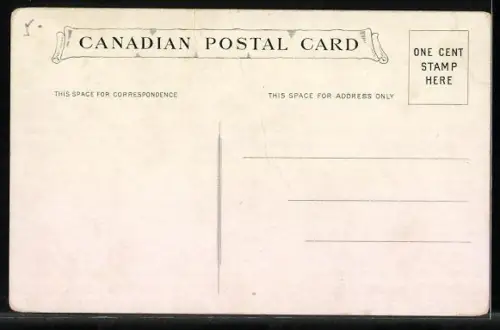 CANADIAN POSTAL CARD
ONE CENT
STAMP
HERE
THIS SPACE FOR CORRESPONDENCE
THIS SPACE FOR ADDRESS ONLY